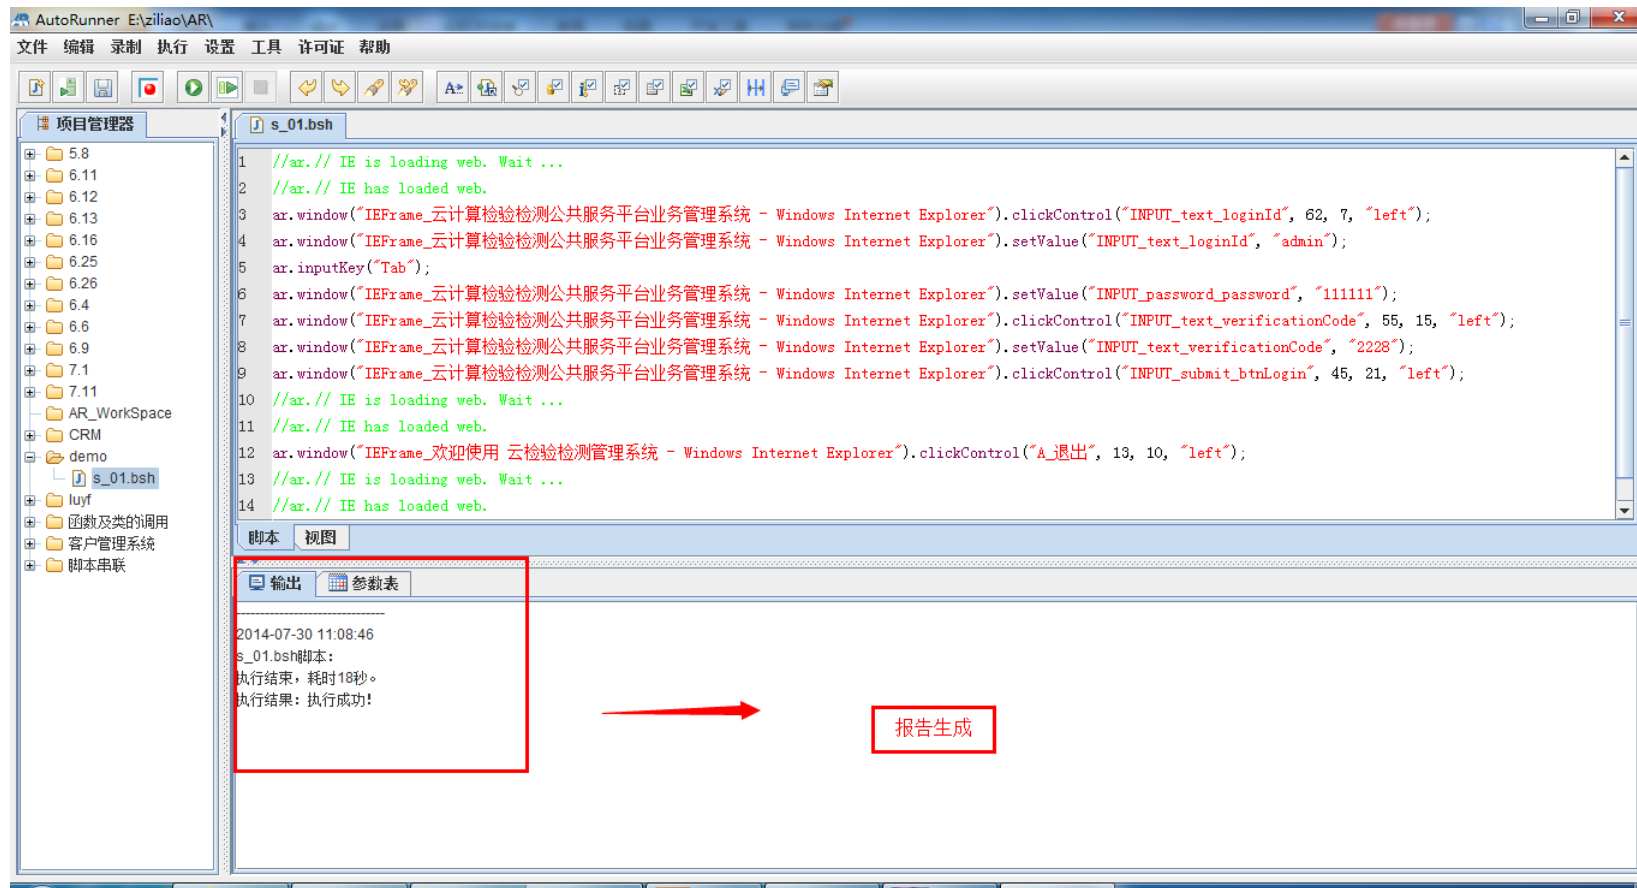 AutoRunner E:\ziliao\AR\
文件 编辑 录制 执行 设置 工具 许可证 帮助
项目管理器
5.8
6.11
6.12
6.13
6.16
6.25
6.26
6.4
6.6
6.9
7.1
7.11
AR_WorkSpace
CRM
demo
s_01.bsh
luyf
函数及类的调用
客户管理系统
脚本串联
s_01.bsh
1 //ar.// IE is loading web. Wait ...
2 //ar.// IE has loaded web.
3 ar.window("IEFrame_云计算检验检测公共服务平台业务管理系统 - Windows Internet Explorer").clickControl("INPUT_text_loginId", 62, 7, "left");
4 ar.window("IEFrame_云计算检验检测公共服务平台业务管理系统 - Windows Internet Explorer").setValue("INPUT_text_loginId", "admin");
5 ar.inputKey("Tab");
6 ar.window("IEFrame_云计算检验检测公共服务平台业务管理系统 - Windows Internet Explorer").setValue("INPUT_password_password", "111111");
7 ar.window("IEFrame_云计算检验检测公共服务平台业务管理系统 - Windows Internet Explorer").clickControl("INPUT_text_verificationCode", 55, 15, "left");
8 ar.window("IEFrame_云计算检验检测公共服务平台业务管理系统 - Windows Internet Explorer").setValue("INPUT_text_verificationCode", "2228");
9 ar.window("IEFrame_云计算检验检测公共服务平台业务管理系统 - Windows Internet Explorer").clickControl("INPUT_submit_btnLogin", 45, 21, "left");
10 //ar.// IE is loading web. Wait ...
11 //ar.// IE has loaded web.
12 ar.window("IEFrame_欢迎使用 云检验检测管理系统 - Windows Internet Explorer").clickControl("A_退出", 13, 10, "left");
13 //ar.// IE is loading web. Wait ...
14 //ar.// IE has loaded web.
脚本 视图
输出 参数表
--------------------------------
2014-07-30 11:08:46
s_01.bsh脚本：
执行结束，耗时18秒。
执行结果：执行成功!
报告生成